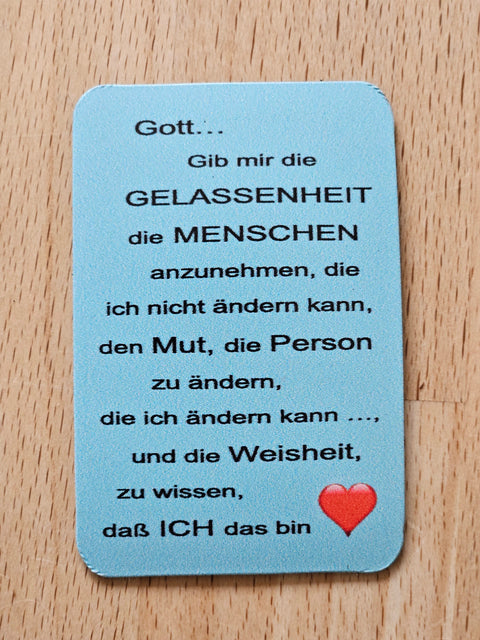 Gott...
Gib mir die
GELASSENHEIT
die MENSCHEN
anzunehmen, die
ich nicht ändern kann,
den Mut, die Person
zu ändern,
die ich ändern kann ...,
und die Weisheit,
zu wissen,
daß ICH das bin